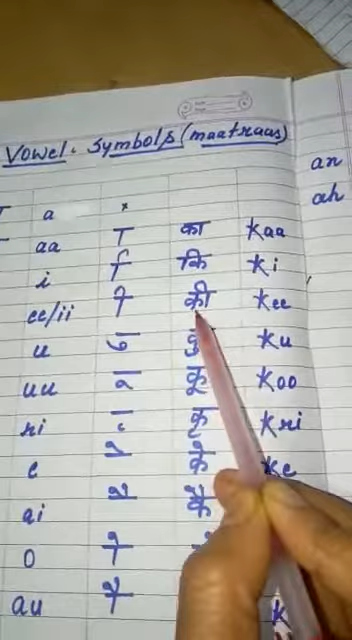 Vowel. Symbols (maatraas)
an
ah
a ×
aa ा का Kaa
i ि कि Ki
ee/ii ी की Kee
u ु Ku
uu ू कू Koo
ri ृ कृ Kri
e े के Ke
ai ै कै
o ो
au ौ K